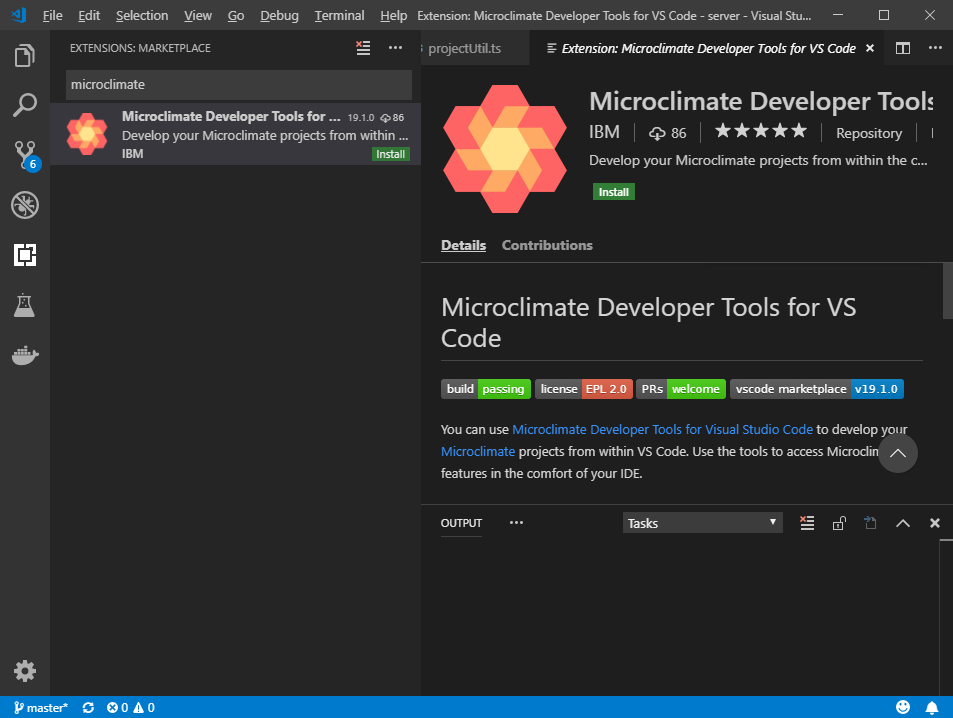 File Edit Selection View Go Debug Terminal Help Extension: Microclimate Developer Tools for VS Code - server - Visual Stu...
EXTENSIONS: MARKETPLACE
microclimate
Microclimate Developer Tools for ... 19.1.0 86
Develop your Microclimate projects from within ...
IBM Install
6
projectUtil.ts Extension: Microclimate Developer Tools for VS Code
Microclimate Developer Tools
IBM 86 Repository
Develop your Microclimate projects from within the c...
Install
Details Contributions
Microclimate Developer Tools for VS
Code
build passing license EPL 2.0 PRs welcome vscode marketplace v19.1.0
You can use Microclimate Developer Tools for Visual Studio Code to develop your
Microclimate projects from within VS Code. Use the tools to access Microclim
features in the comfort of your IDE.
OUTPUT Tasks
master* 0 0